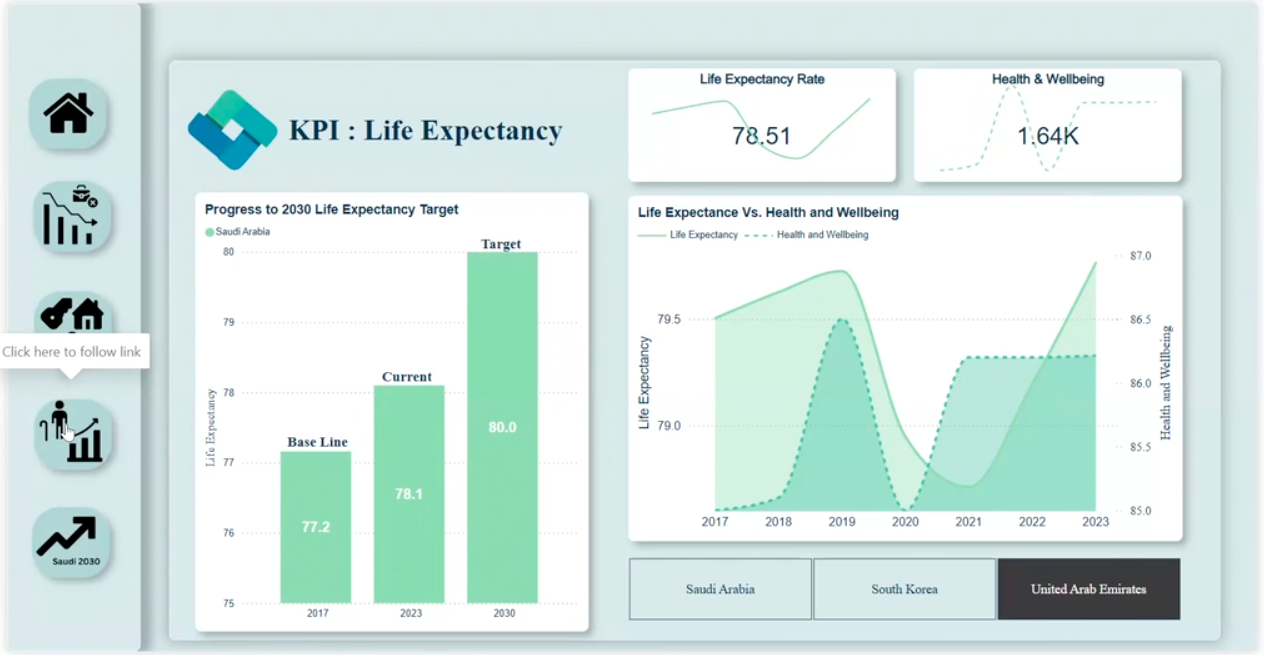 Click here to follow link
Saudi 2030
KPI : Life Expectancy
Life Expectancy Rate
78.51
Health & Wellbeing
1.64K
Progress to 2030 Life Expectancy Target
Saudi Arabia
Life Expectancy
80
79
78
77
76
75
Base Line
77.2
Current
78.1
Target
80.0
2017
2023
2030
Life Expectance Vs. Health and Wellbeing
Life Expectancy
Health and Wellbeing
Life Expectancy
79.5
79.0
87.0
86.5
86.0
85.5
85.0
Health and Wellbeing
2017
2018
2019
2020
2021
2022
2023
Saudi Arabia
South Korea
United Arab Emirates